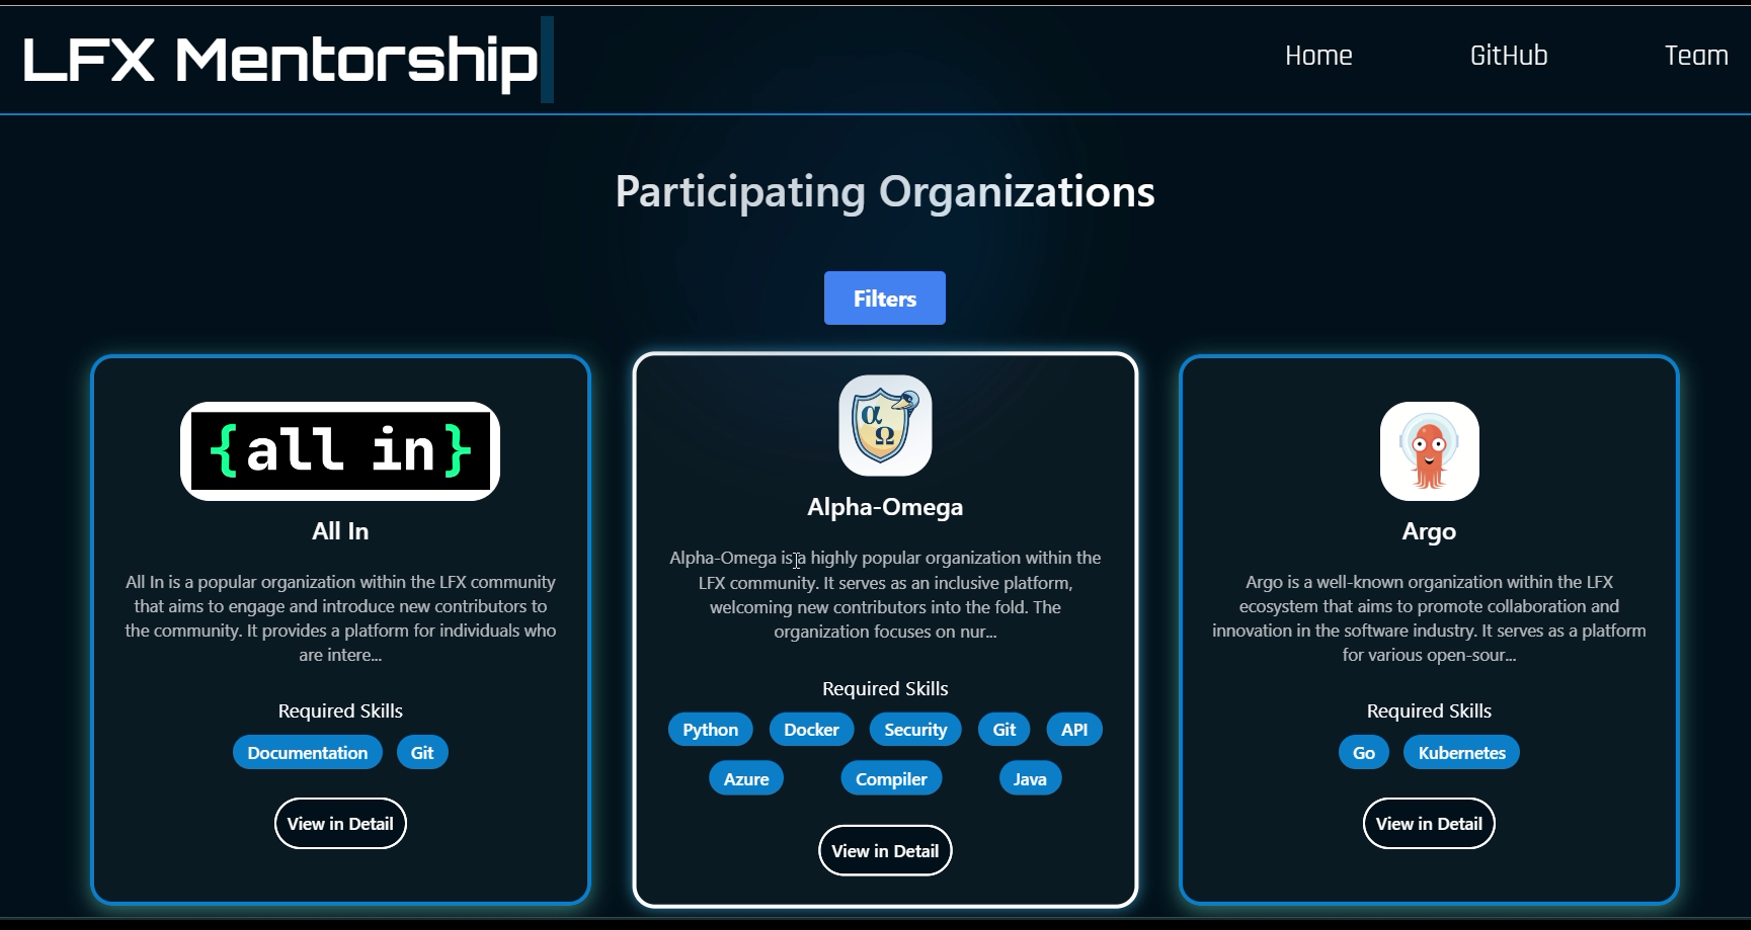 LFX Mentorship
Home
GitHub
Team
Participating Organizations
Filters
{all in}
All In
All In is a popular organization within the LFX community
that aims to engage and introduce new contributors to
the community. It provides a platform for individuals who
are intere...
Required Skills
Documentation
Git
View in Detail
α
Ω
Alpha-Omega
Alpha-Omega is a highly popular organization within the
LFX community. It serves as an inclusive platform,
welcoming new contributors into the fold. The
organization focuses on nur...
Required Skills
Python
Docker
Security
Git
API
Azure
Compiler
Java
View in Detail
Argo
Argo is a well-known organization within the LFX
ecosystem that aims to promote collaboration and
innovation in the software industry. It serves as a platform
for various open-sour...
Required Skills
Go
Kubernetes
View in Detail